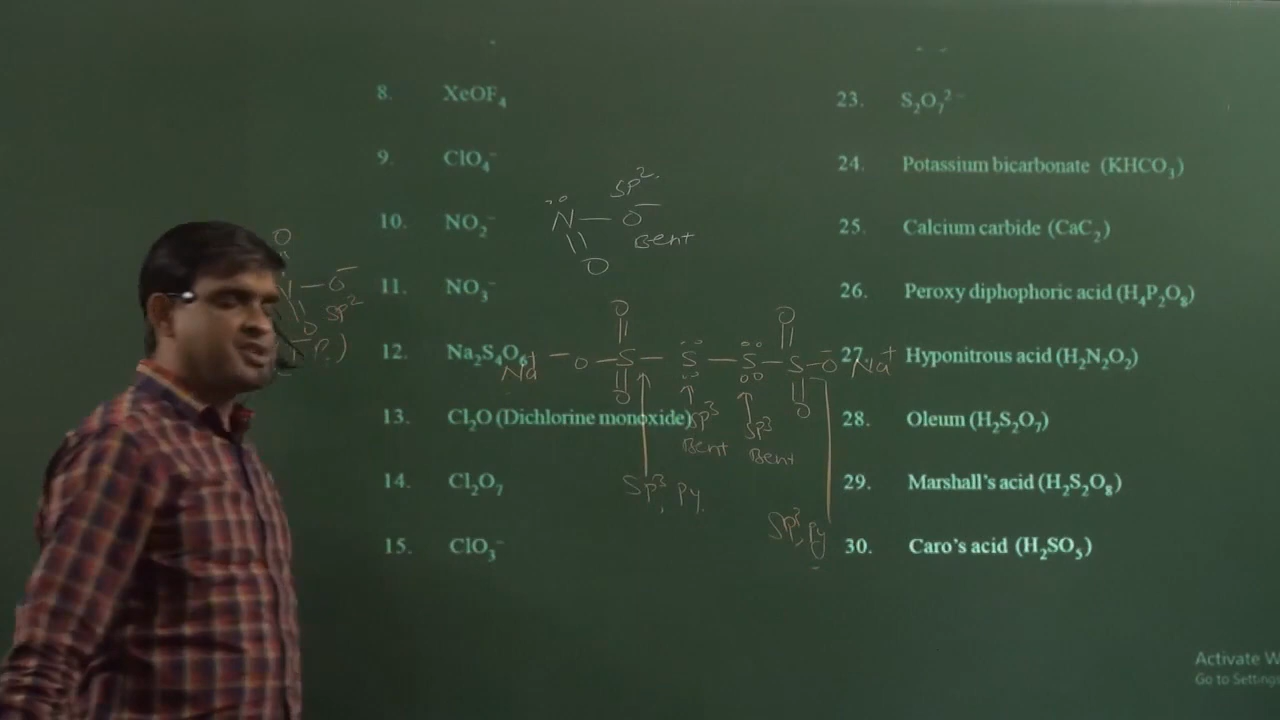 8. XeOF₄
9. ClO₄⁻
10. NO₂⁻
11. NO₃⁻
12. Na₂S₄O₆
13. Cl₂O (Dichlorine monoxide)
14. Cl₂O₇
15. ClO₃⁻
SP².
N — O⁻
Bent
O
O
O⁻
O SP²
O O
Na⁺ ⁻O — S — S — S — S — O⁻ Na⁺
O O
SP³ SP³
Bent Bent
SP³, Py.
SP³, Py
23. S₂O₇²⁻
24. Potassium bicarbonate (KHCO₃)
25. Calcium carbide (CaC₂)
26. Peroxy diphophoric acid (H₄P₂O₈)
27. Hyponitrous acid (H₂N₂O₂)
28. Oleum (H₂S₂O₇)
29. Marshall's acid (H₂S₂O₈)
30. Caro's acid (H₂SO₅)
Activate W
Go to Settings